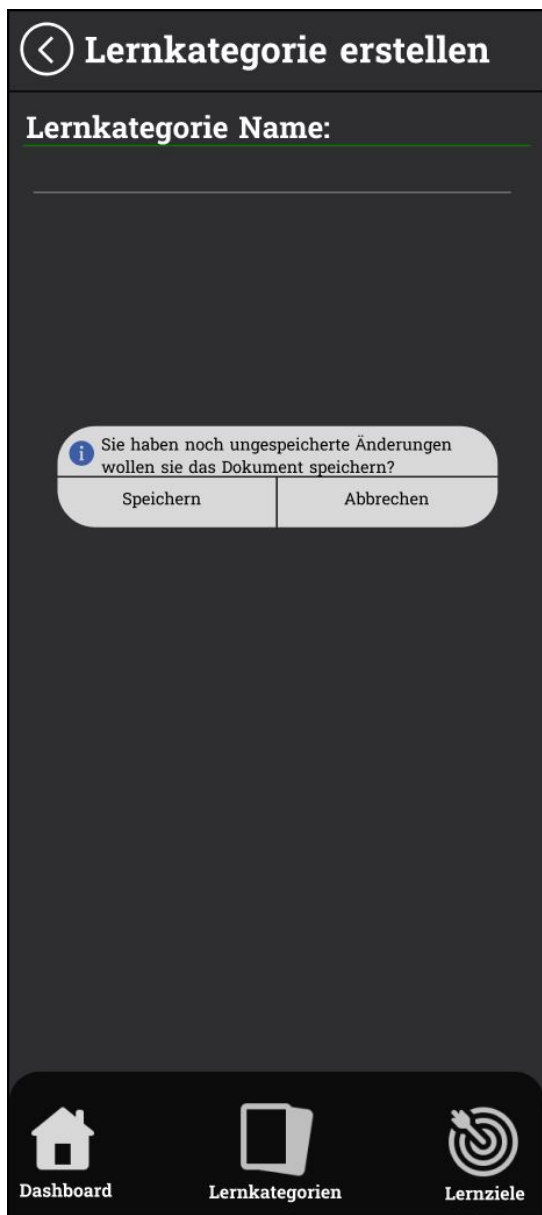 Lernkategorie erstellen
Lernkategorie Name:
i Sie haben noch ungespeicherte Änderungen
wollen sie das Dokument speichern?
Speichern Abbrechen
Dashboard Lernkategorien Lernziele